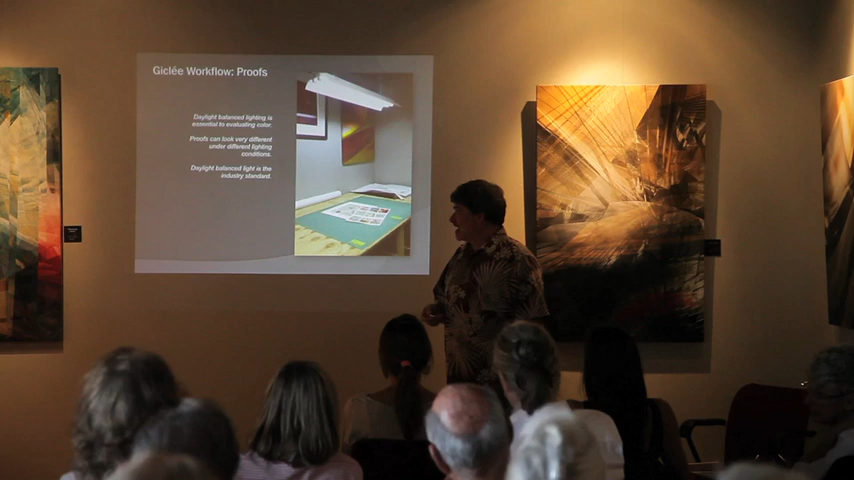 Giclée Workflow: Proofs
Daylight balanced lighting is
essential to evaluating color.
Proofs can look very different
under different lighting
conditions.
Daylight balanced light is the
industry standard.